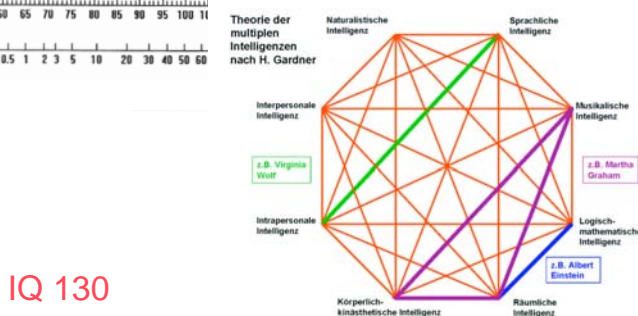 60 65 70 75 80 85 90 95 100
0.5 1 2 3 5 10 20 30 40 50 60
IQ 130
Theorie der
multiplen
Intelligenzen
nach H. Gardner
Naturalistische
Intelligenz
Sprachliche
Intelligenz
Interpersonale
Intelligenz
Musikalische
Intelligenz
z.B. Virginia
Wolf
z.B. Martha
Graham
Intrapersonale
Intelligenz
Logisch-
mathematische
Intelligenz
z.B. Albert
Einstein
Körperlich-
kinästhetische Intelligenz
Räumliche
Intelligenz